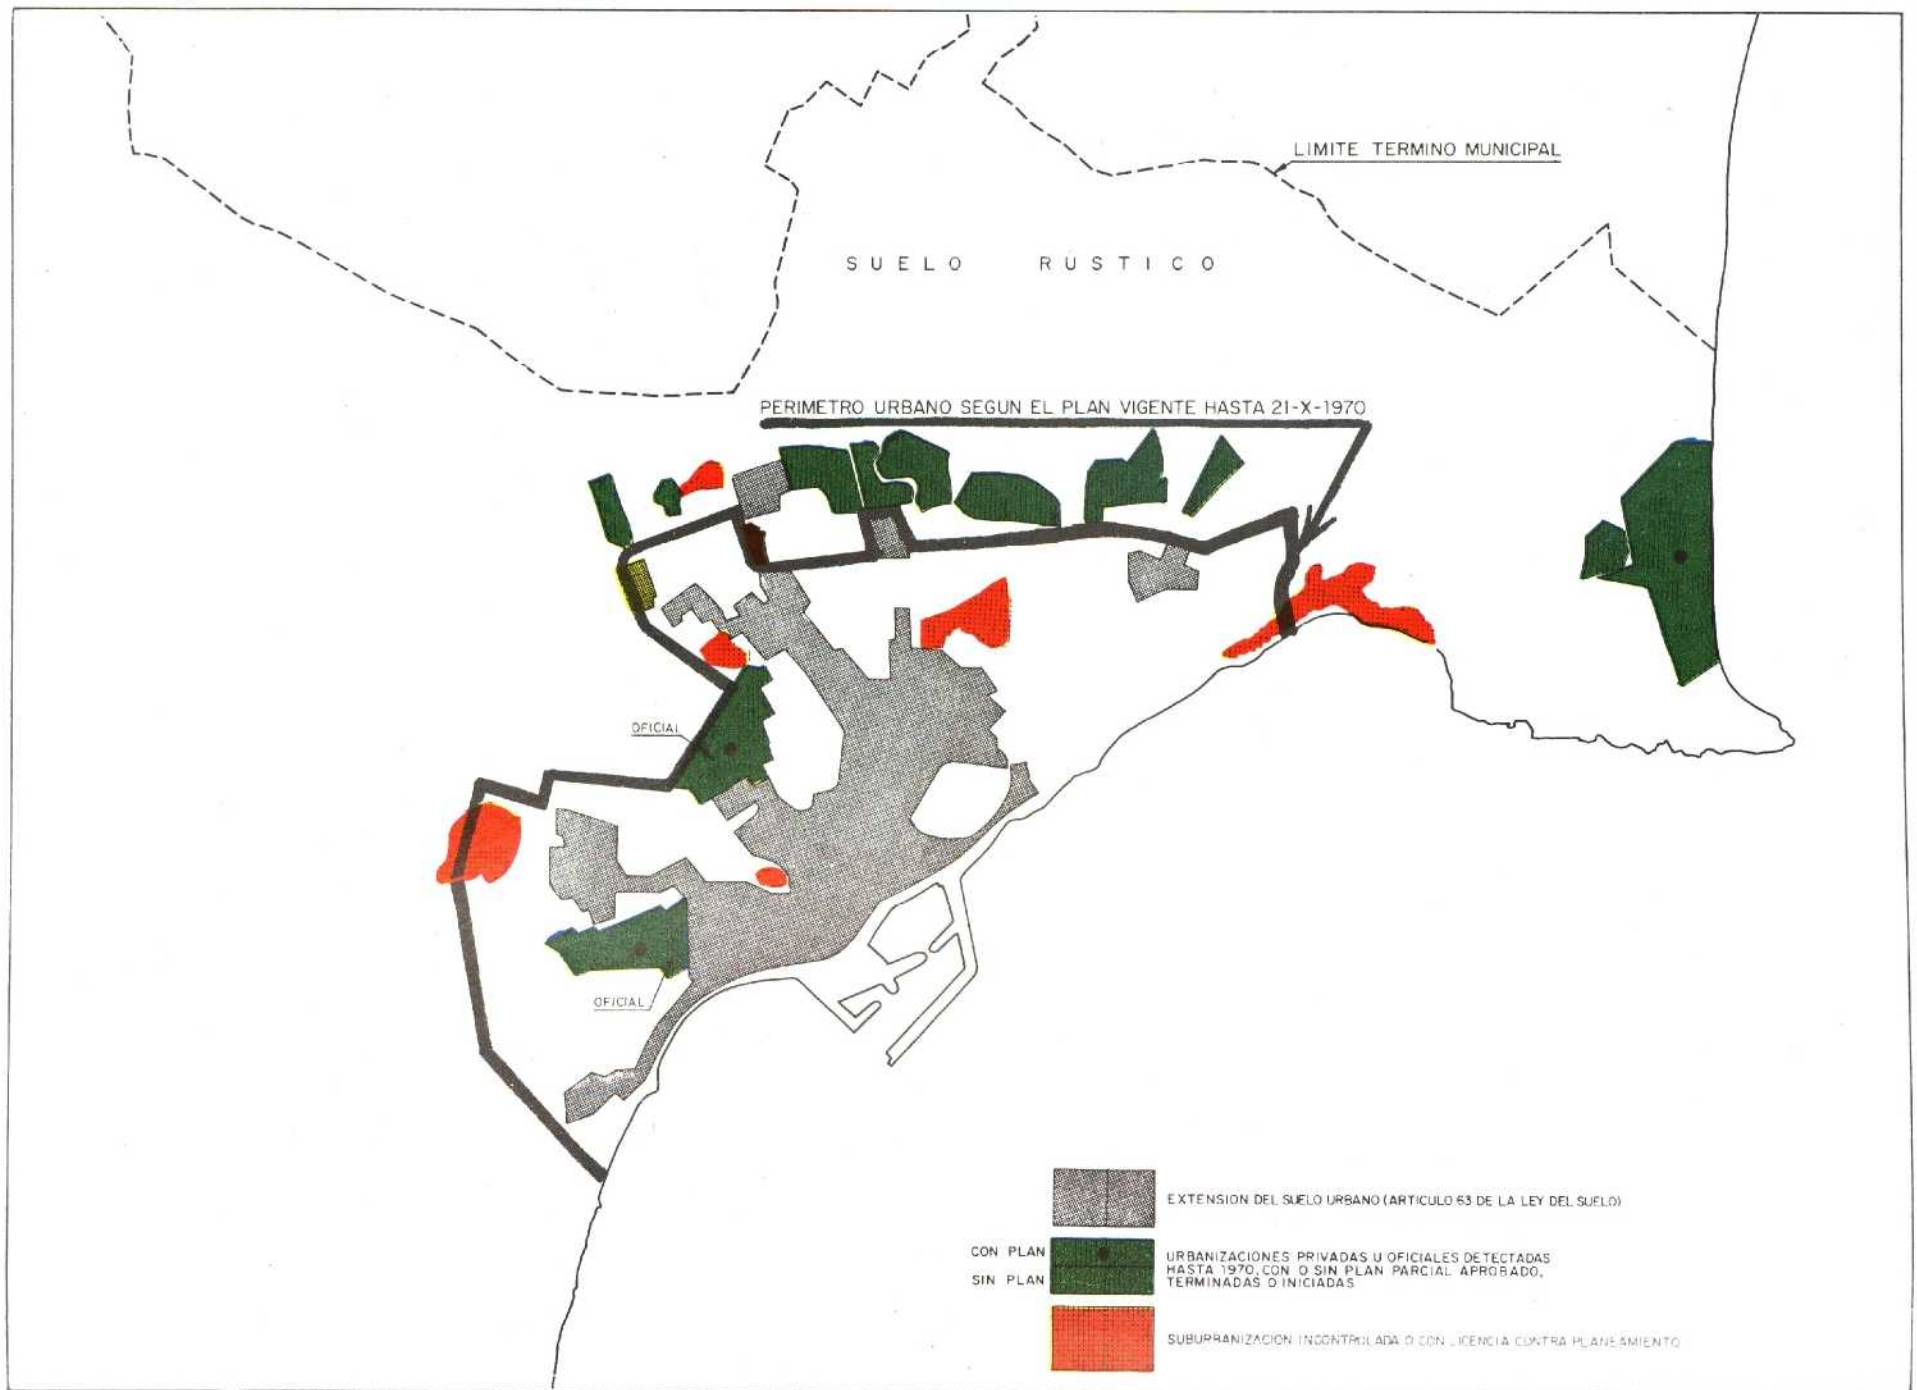 LIMITE TERMINO MUNICIPAL
SUELO RÚSTICO
PERIMETRO URBANO SEGUN EL PLAN VIGENTE HASTA 21-X-1970
OFICIAL
OFICIAL
EXTENSION DEL SUELO URBANO (ARTICULO 63 DE LA LEY DEL SUELO)
CON PLAN
SIN PLAN
URBANIZACIONES PRIVADAS U OFICIALES DETECTADAS
HASTA 1970, CON O SIN PLAN PARCIAL APROBADO,
TERMINADAS O INICIADAS
SUBURBANIZACION INCONTROLADA O CON LICENCIA CONTRA PLANEAMIENTO